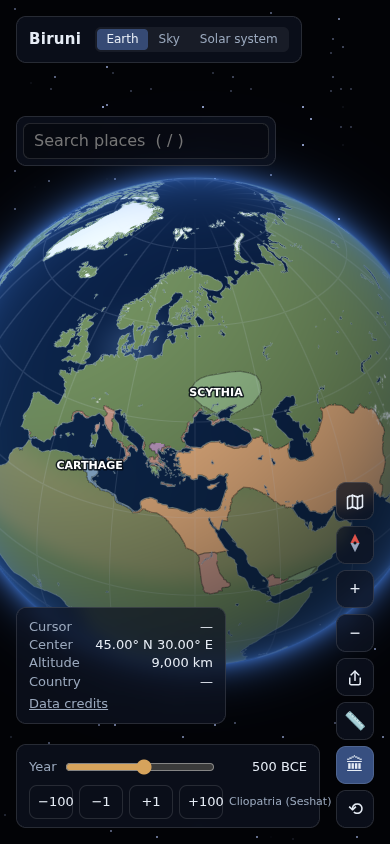 Biruni Earth Sky Solar system
Search places ( / )
SCYTHIA
CARTHAGE
Cursor —
Center 45.00° N 30.00° E
Altitude 9,000 km
Country —
Data credits
Year 500 BCE
−100 −1 +1 +100 Cliopatria (Seshat)